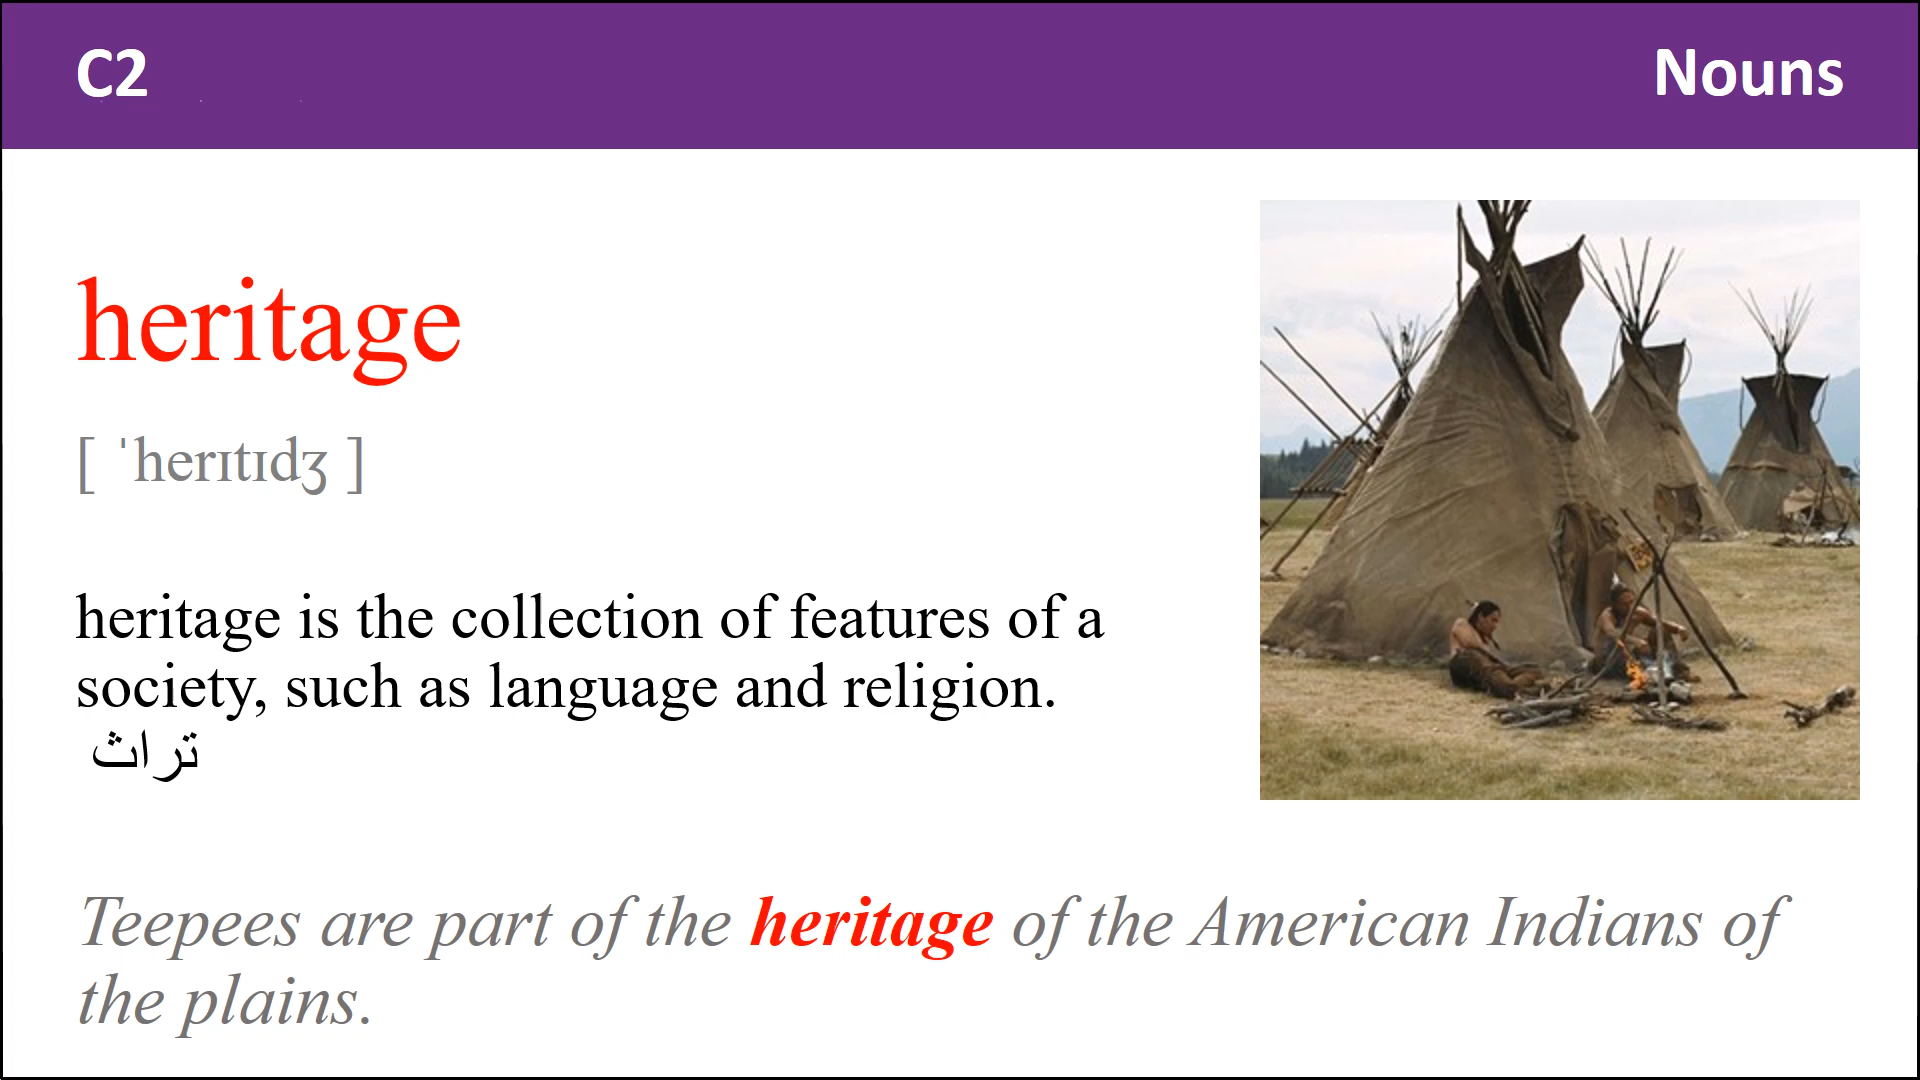 C2
Nouns
heritage
[ ˈherɪtɪdʒ ]
heritage is the collection of features of a
society, such as language and religion.
تراث
Teepees are part of the heritage of the American Indians of
the plains.